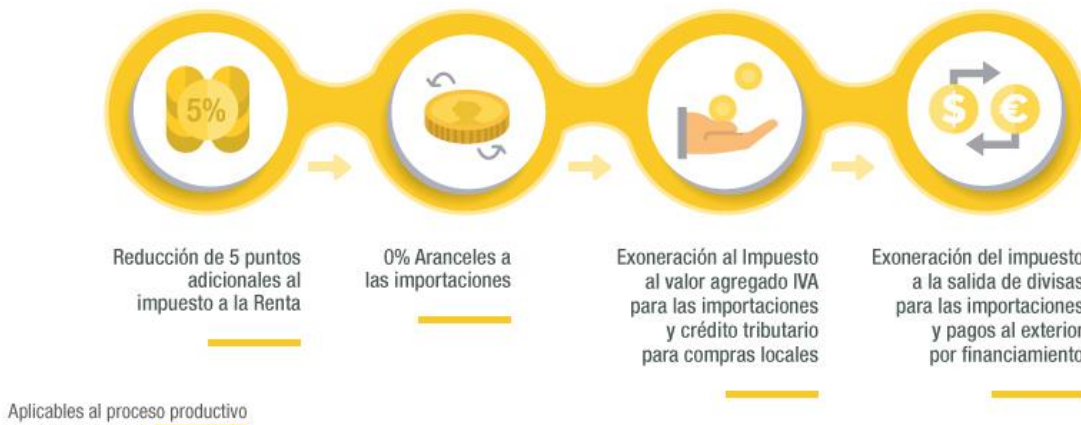 5%
$ €
Reducción de 5 puntos
adicionales al
impuesto a la Renta
0% Aranceles a
las importaciones
Exoneración al Impuesto
al valor agregado IVA
para las importaciones
y crédito tributario
para compras locales
Exoneración del impuesto
a la salida de divisas
para las importaciones
y pagos al exterior
por financiamiento
Aplicables al proceso productivo